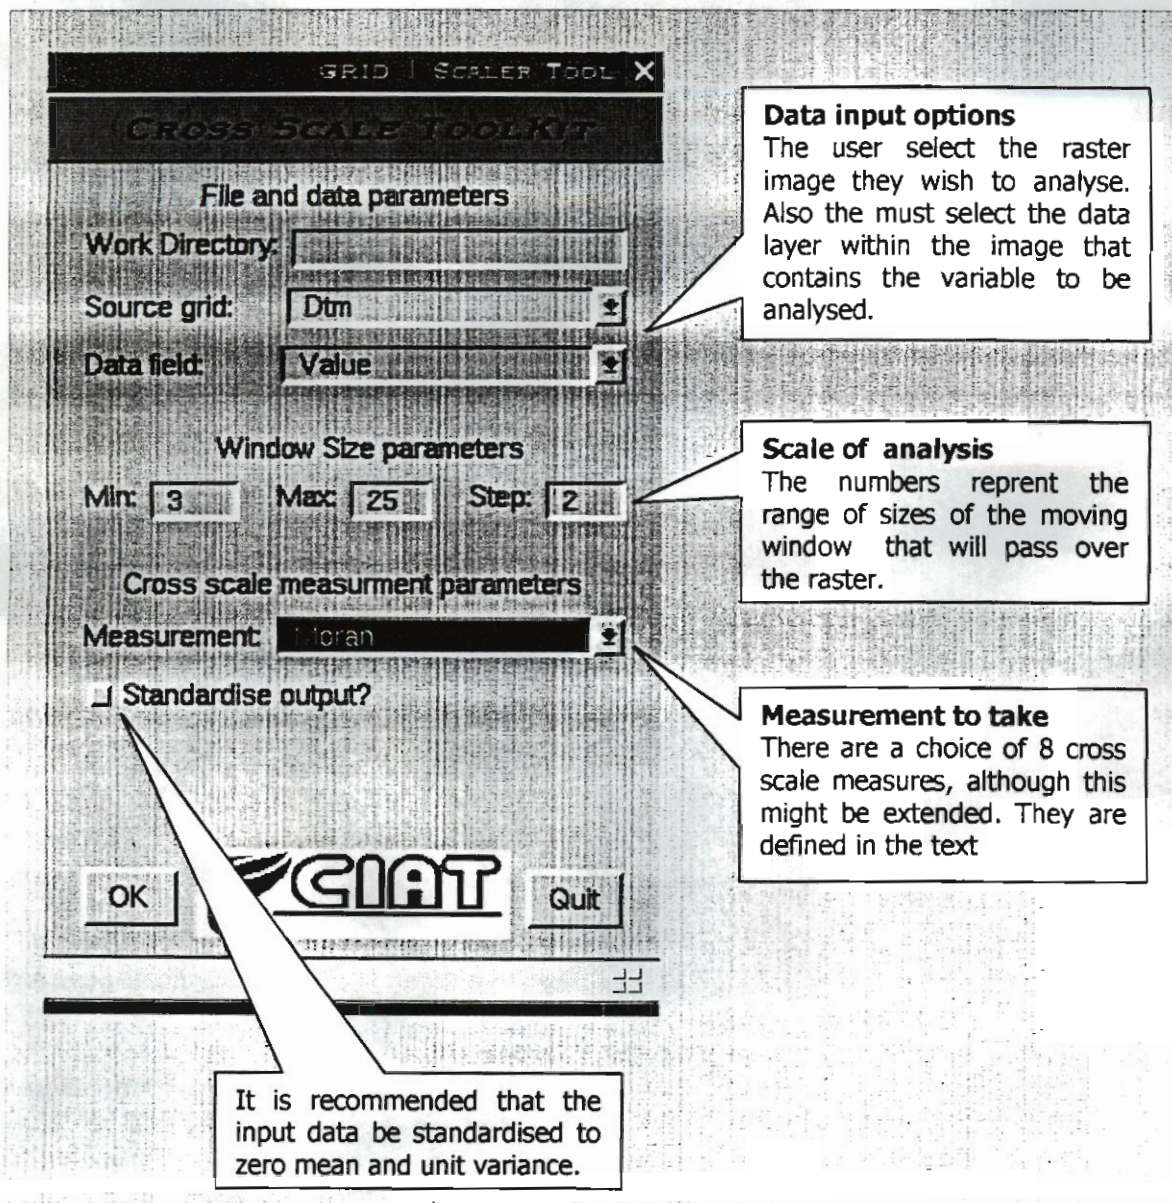 GRID | SCALER TOOL X
CROSS SCALE TOOLKIT
File and data parameters
Work Directory:
Source grid: Dtm
Data field: Value
Window Size parameters
Min: 3 Max: 25 Step: 2
Cross scale measurment parameters
Measurement: Moran
Standardise output?
OK CIAT Quit
Data input options
The user select the raster
image they wish to analyse.
Also the must select the data
layer within the image that
contains the variable to be
analysed.
Scale of analysis
The numbers reprent the
range of sizes of the moving
window that will pass over
the raster.
Measurement to take
There are a choice of 8 cross
scale measures, although this
might be extended. They are
defined in the text
It is recommended that the
input data be standardised to
zero mean and unit variance.